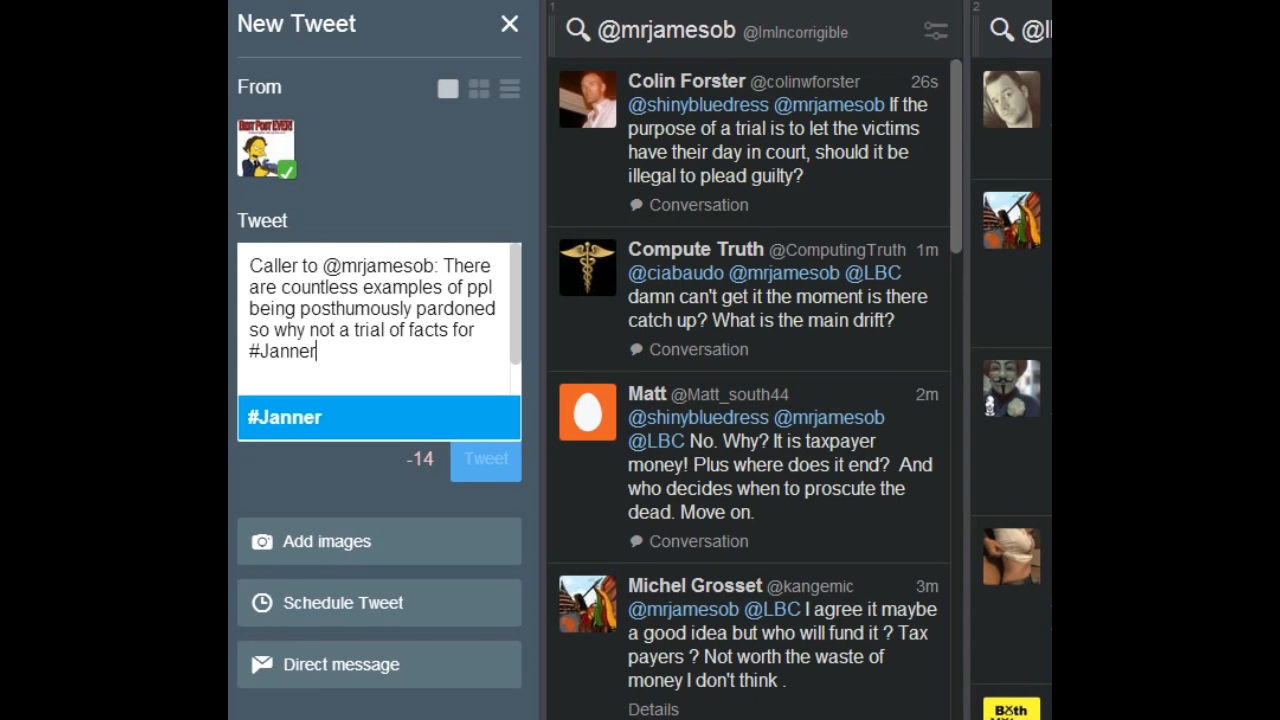 New Tweet
From
BEST POST EVER!
Tweet
Caller to @mrjamesob: There
are countless examples of ppl
being posthumously pardoned
so why not a trial of facts for
#Janner
#Janner
-14
Tweet
Add images
Schedule Tweet
Direct message
1
@mrjamesob @ImIncorrigible
Colin Forster @colinwforster 26s
@shinybluedress @mrjamesob If the
purpose of a trial is to let the victims
have their day in court, should it be
illegal to plead guilty?
Conversation
Compute Truth @ComputingTruth 1m
@ciabaudo @mrjamesob @LBC
damn can't get it the moment is there
catch up? What is the main drift?
Conversation
Matt @Matt_south44 2m
@shinybluedress @mrjamesob
@LBC No. Why? It is taxpayer
money! Plus where does it end? And
who decides when to proscute the
dead. Move on.
Conversation
Michel Grosset @kangemic 3m
@mrjamesob @LBC I agree it maybe
a good idea but who will fund it ? Tax
payers ? Not worth the waste of
money I don't think .
Details
2
Both